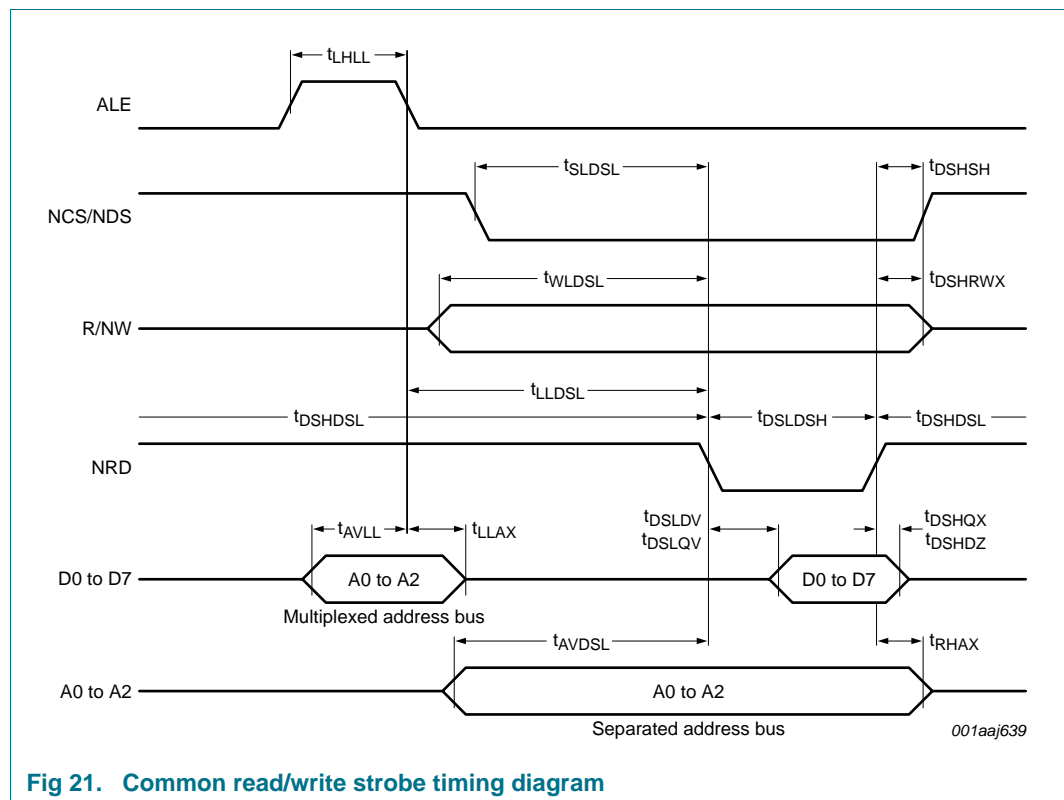 tLHLL
ALE
tSLDSL
tDSHSH
NCS/NDS
tWLDSL
tDSHRWX
R/NW
tLLDSL
tDSHDSL
tDSLDSH
tDSHDSL
NRD
tAVLL
tLLAX
tDSLDV
tDSLQV
tDSHQX
tDSHDZ
D0 to D7
A0 to A2
D0 to D7
Multiplexed address bus
tAVDSL
tRHAX
A0 to A2
A0 to A2
Separated address bus
001aaj639
Fig 21. Common read/write strobe timing diagram